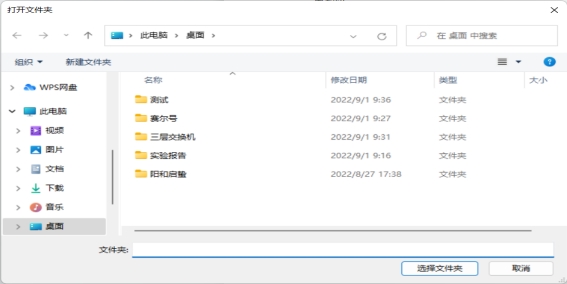 打开文件夹
此电脑 > 桌面 >
在 桌面 中搜索
组织 新建文件夹
名称 修改日期 类型 大小
WPS网盘
此电脑
视频
图片
文档
下载
音乐
桌面
测试 2022/9/1 9:36 文件夹
赛尔号 2022/9/1 9:27 文件夹
三层交换机 2022/9/1 9:31 文件夹
实验报告 2022/9/1 9:16 文件夹
阳和启蛰 2022/8/27 17:38 文件夹
文件夹:
选择文件夹 取消